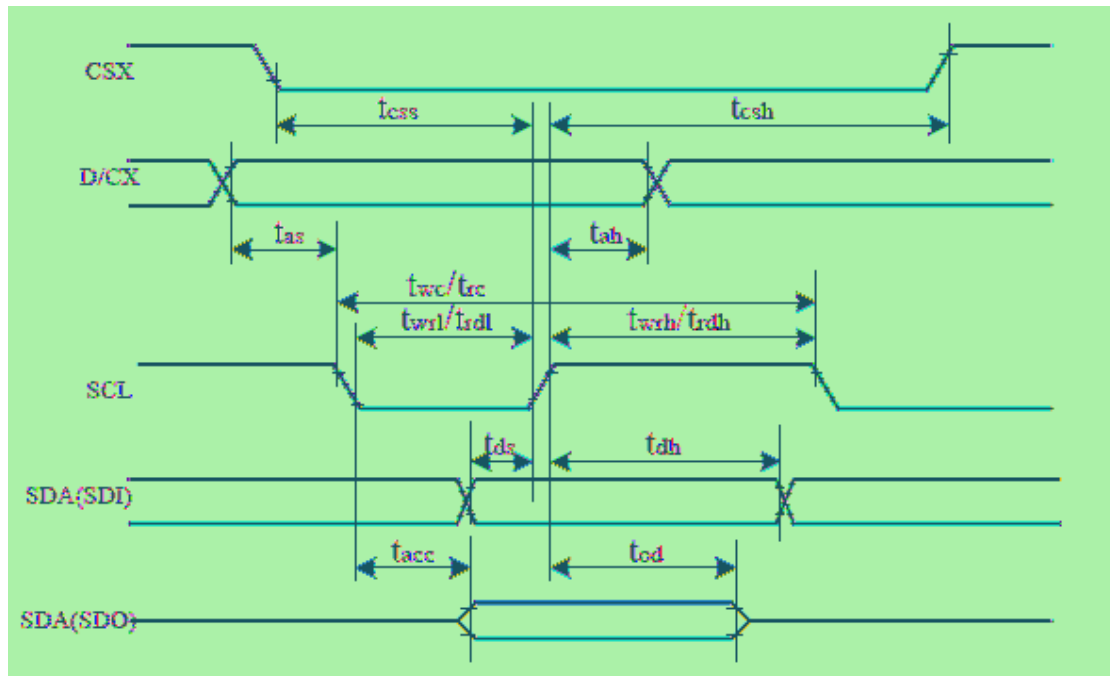 CSX
tcss tcsh
D/CX
tas tah
twc/trc
twrl/trdl twrh/trdh
SCL
tds tdh
SDA(SDI)
tacc tod
SDA(SDO)